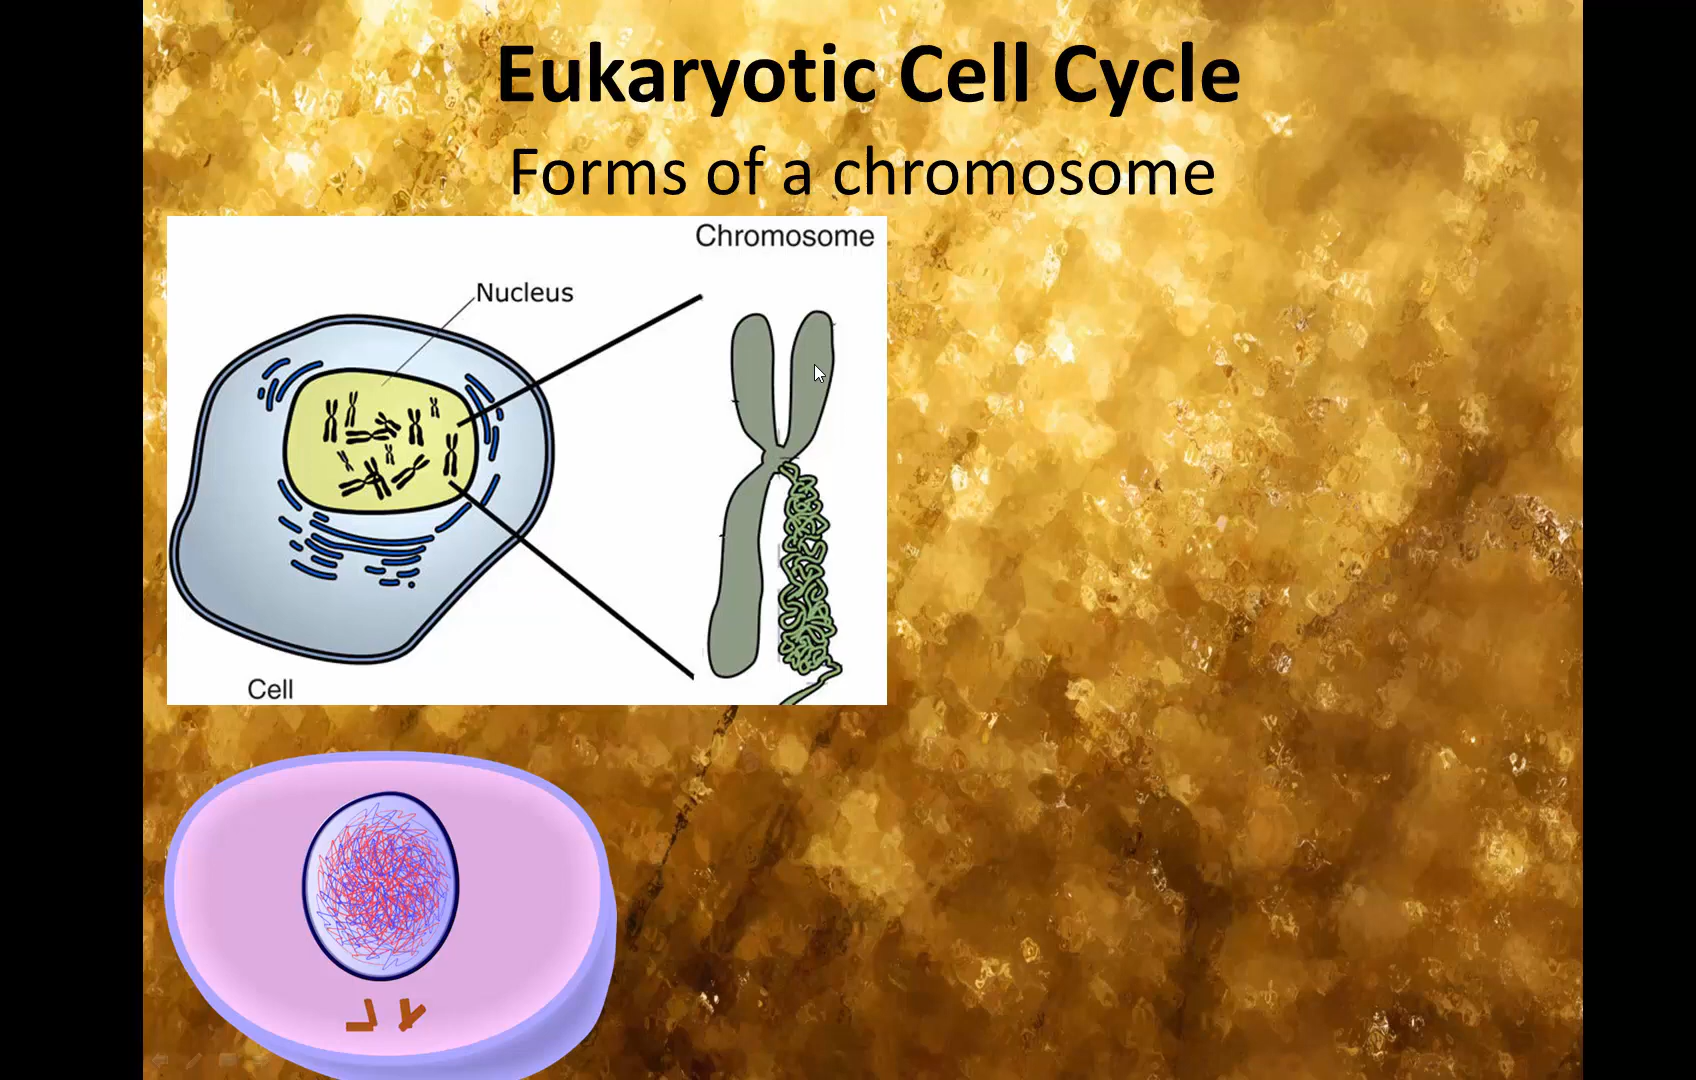 Eukaryotic Cell Cycle
Forms of a chromosome
Chromosome
Nucleus
Cell